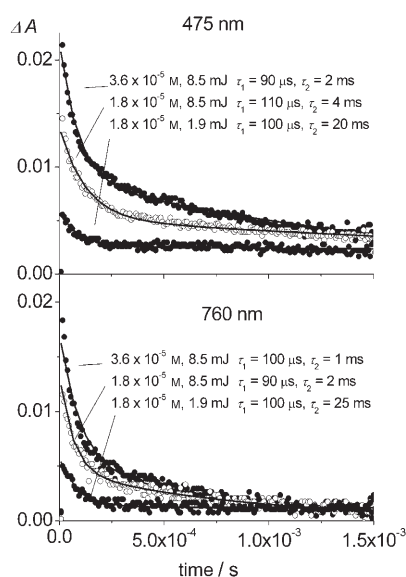 ΔA 475 nm
0.02
3.6 x 10⁻⁵ M, 8.5 mJ τ₁ = 90 μs, τ₂ = 2 ms
1.8 x 10⁻⁵ M, 8.5 mJ τ₁ = 110 μs, τ₂ = 4 ms
1.8 x 10⁻⁵ M, 1.9 mJ τ₁ = 100 μs, τ₂ = 20 ms
0.01
0.00
760 nm
0.02
3.6 x 10⁻⁵ M, 8.5 mJ τ₁ = 100 μs, τ₂ = 1 ms
1.8 x 10⁻⁵ M, 8.5 mJ τ₁ = 90 μs, τ₂ = 2 ms
1.8 x 10⁻⁵ M, 1.9 mJ τ₁ = 100 μs, τ₂ = 25 ms
0.01
0.00
0.0 5.0x10⁻⁴ 1.0x10⁻³ 1.5x10⁻³
time / s